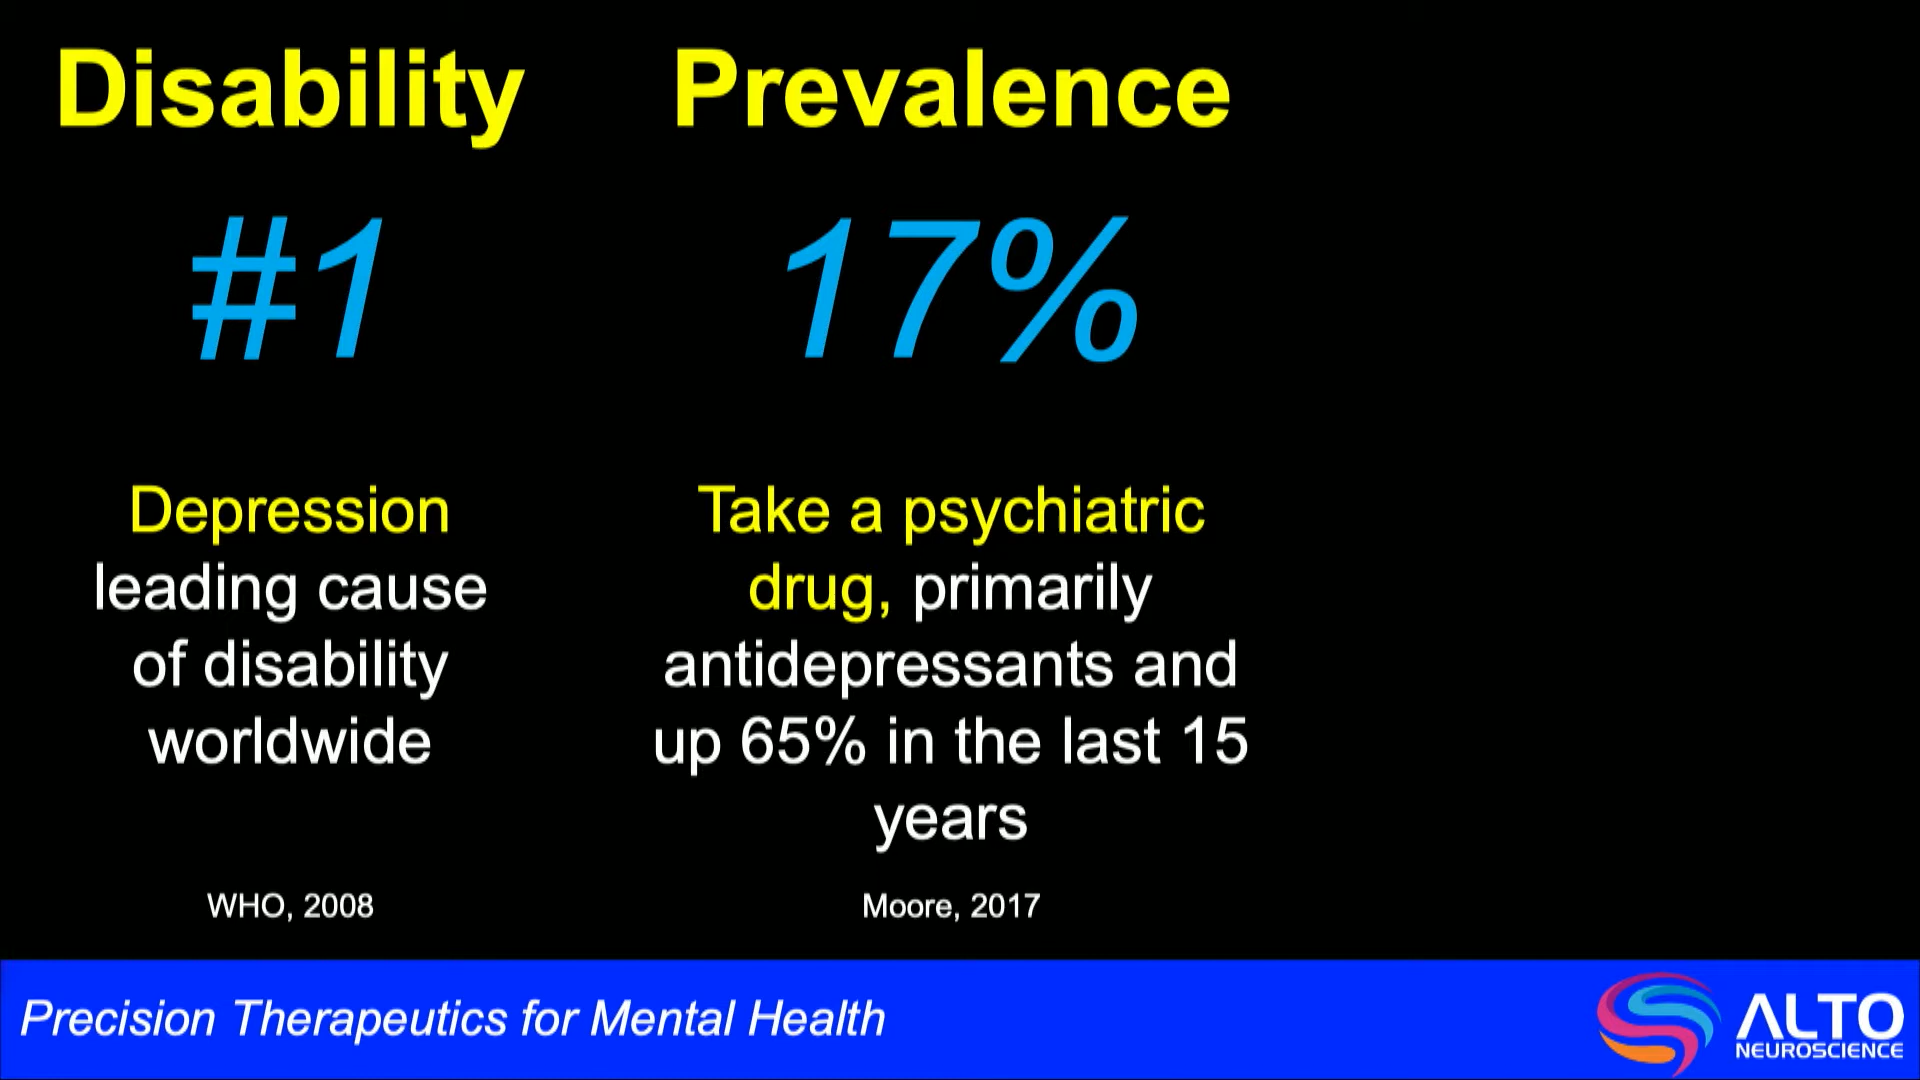 Disability
#1
Depression
leading cause
of disability
worldwide
WHO, 2008
Prevalence
17%
Take a psychiatric
drug, primarily
antidepressants and
up 65% in the last 15
years
Moore, 2017
Precision Therapeutics for Mental Health
ALTO
NEUROSCIENCE